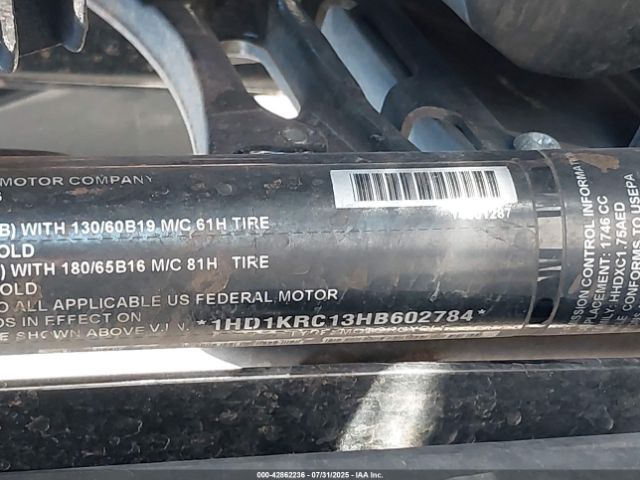 MOTOR COMPANY
B) WITH 130/60B19 M/C 61H TIRE
OLD
) WITH 180/65B16 M/C 81H TIRE
OLD
O ALL APPLICABLE US FEDERAL MOTOR
DS IN EFFECT ON
E SHOWN ABOVE V.I.N. *1HD1KRC13HB602784*
SSION CONTROL INFORMAT
PLACEMENT: 1746 CC
LY: HHDXC1.75AED
E CONFORMS TO USEPA
000-42862236 - 07/31/2025 - IAA Inc.